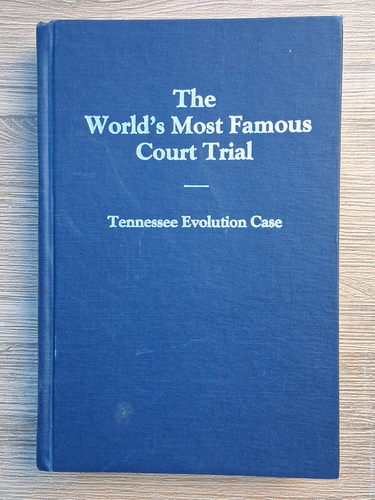 The
World's Most Famous
Court Trial
Tennessee Evolution Case